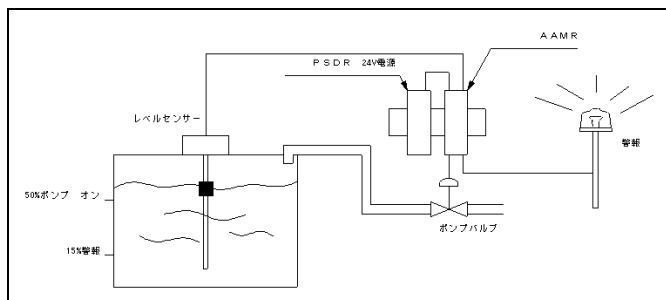 AAMR
PSDR 24V電源
レベルセンサー
警報
50%ポンプ オン
ポンプバルブ
15%警報